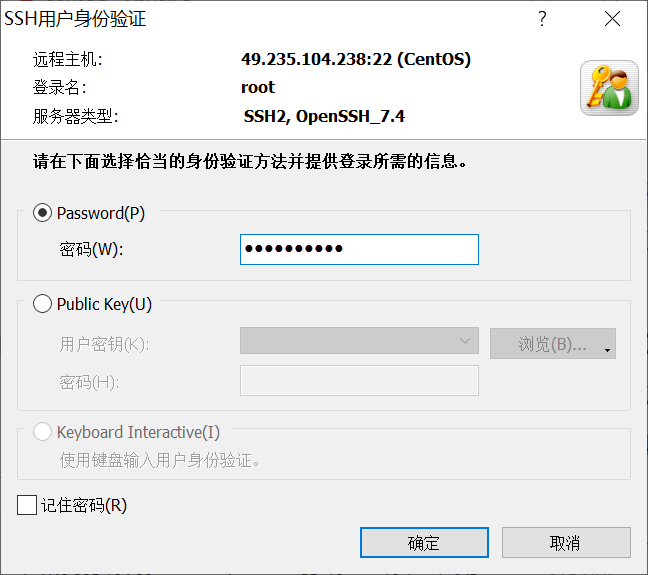 SSH用户身份验证
远程主机: 49.235.104.238:22 (CentOS)
登录名: root
服务器类型: SSH2, OpenSSH_7.4
请在下面选择恰当的身份验证方法并提供登录所需的信息。
Password(P)
密码(W): ●●●●●●●●●●
Public Key(U)
用户密钥(K): 浏览(B)...
密码(H):
Keyboard Interactive(I)
使用键盘输入用户身份验证。
记住密码(R)
确定 取消